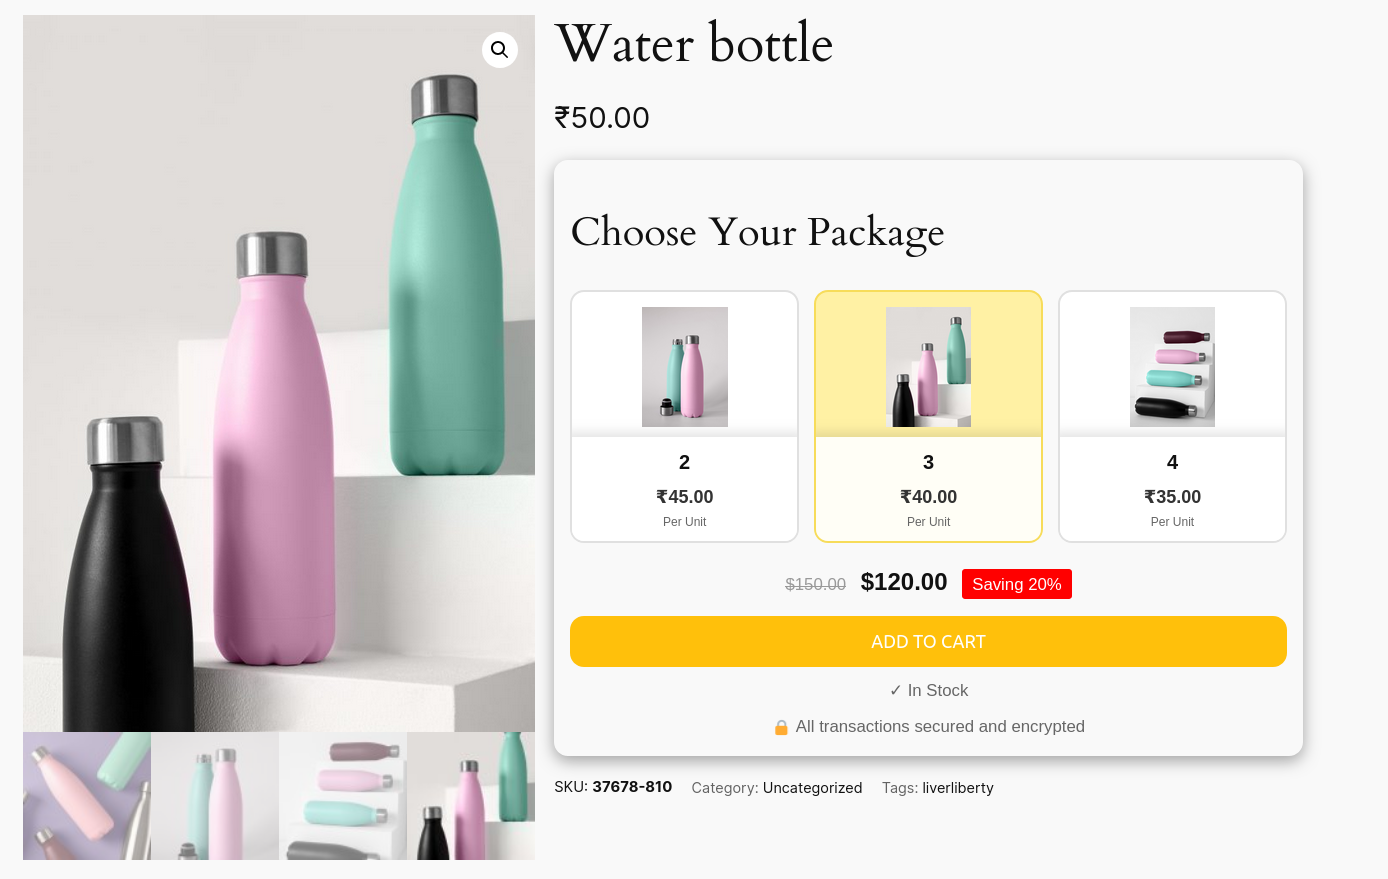 Water bottle
₹50.00
Choose Your Package
2
₹45.00
Per Unit
3
₹40.00
Per Unit
4
₹35.00
Per Unit
$150.00 $120.00 Saving 20%
ADD TO CART
✓ In Stock
🔒 All transactions secured and encrypted
SKU: 37678-810 Category: Uncategorized Tags: liverliberty